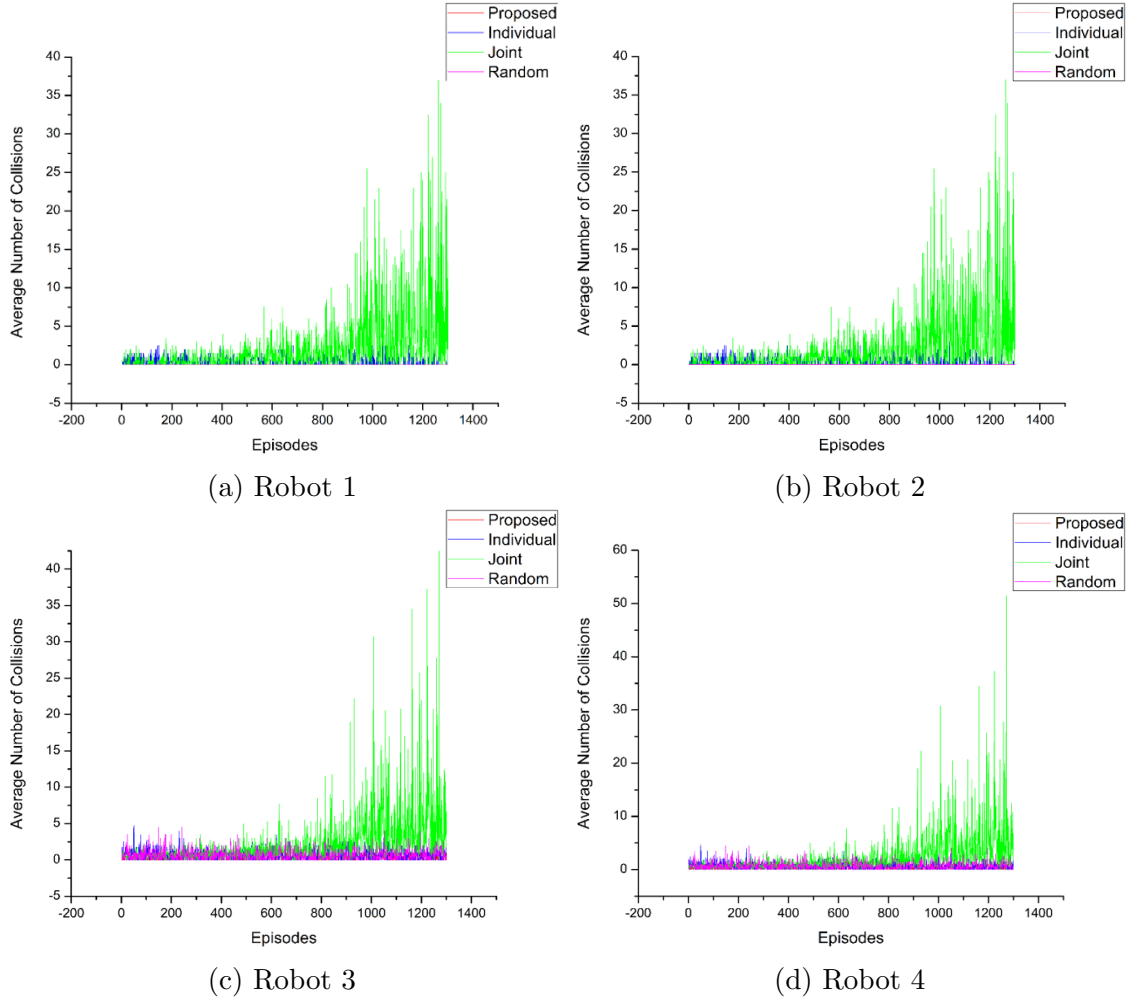 Proposed
Individual
Joint
Random
40
35
30
25
20
15
10
5
0
-5
-200 0 200 400 600 800 1000 1200 1400
Average Number of Collisions
Episodes
(a) Robot 1
Proposed
Individual
Joint
Random
40
35
30
25
20
15
10
5
0
-5
-200 0 200 400 600 800 1000 1200 1400
Average Number of Collisions
Episodes
(b) Robot 2
Proposed
Individual
Joint
Random
40
35
30
25
20
15
10
5
0
-5
-200 0 200 400 600 800 1000 1200 1400
Average Number of Collisions
Episodes
(c) Robot 3
Proposed
Individual
Joint
Random
60
50
40
30
20
10
0
-200 0 200 400 600 800 1000 1200 1400
Average Number of Collisions
Episodes
(d) Robot 4